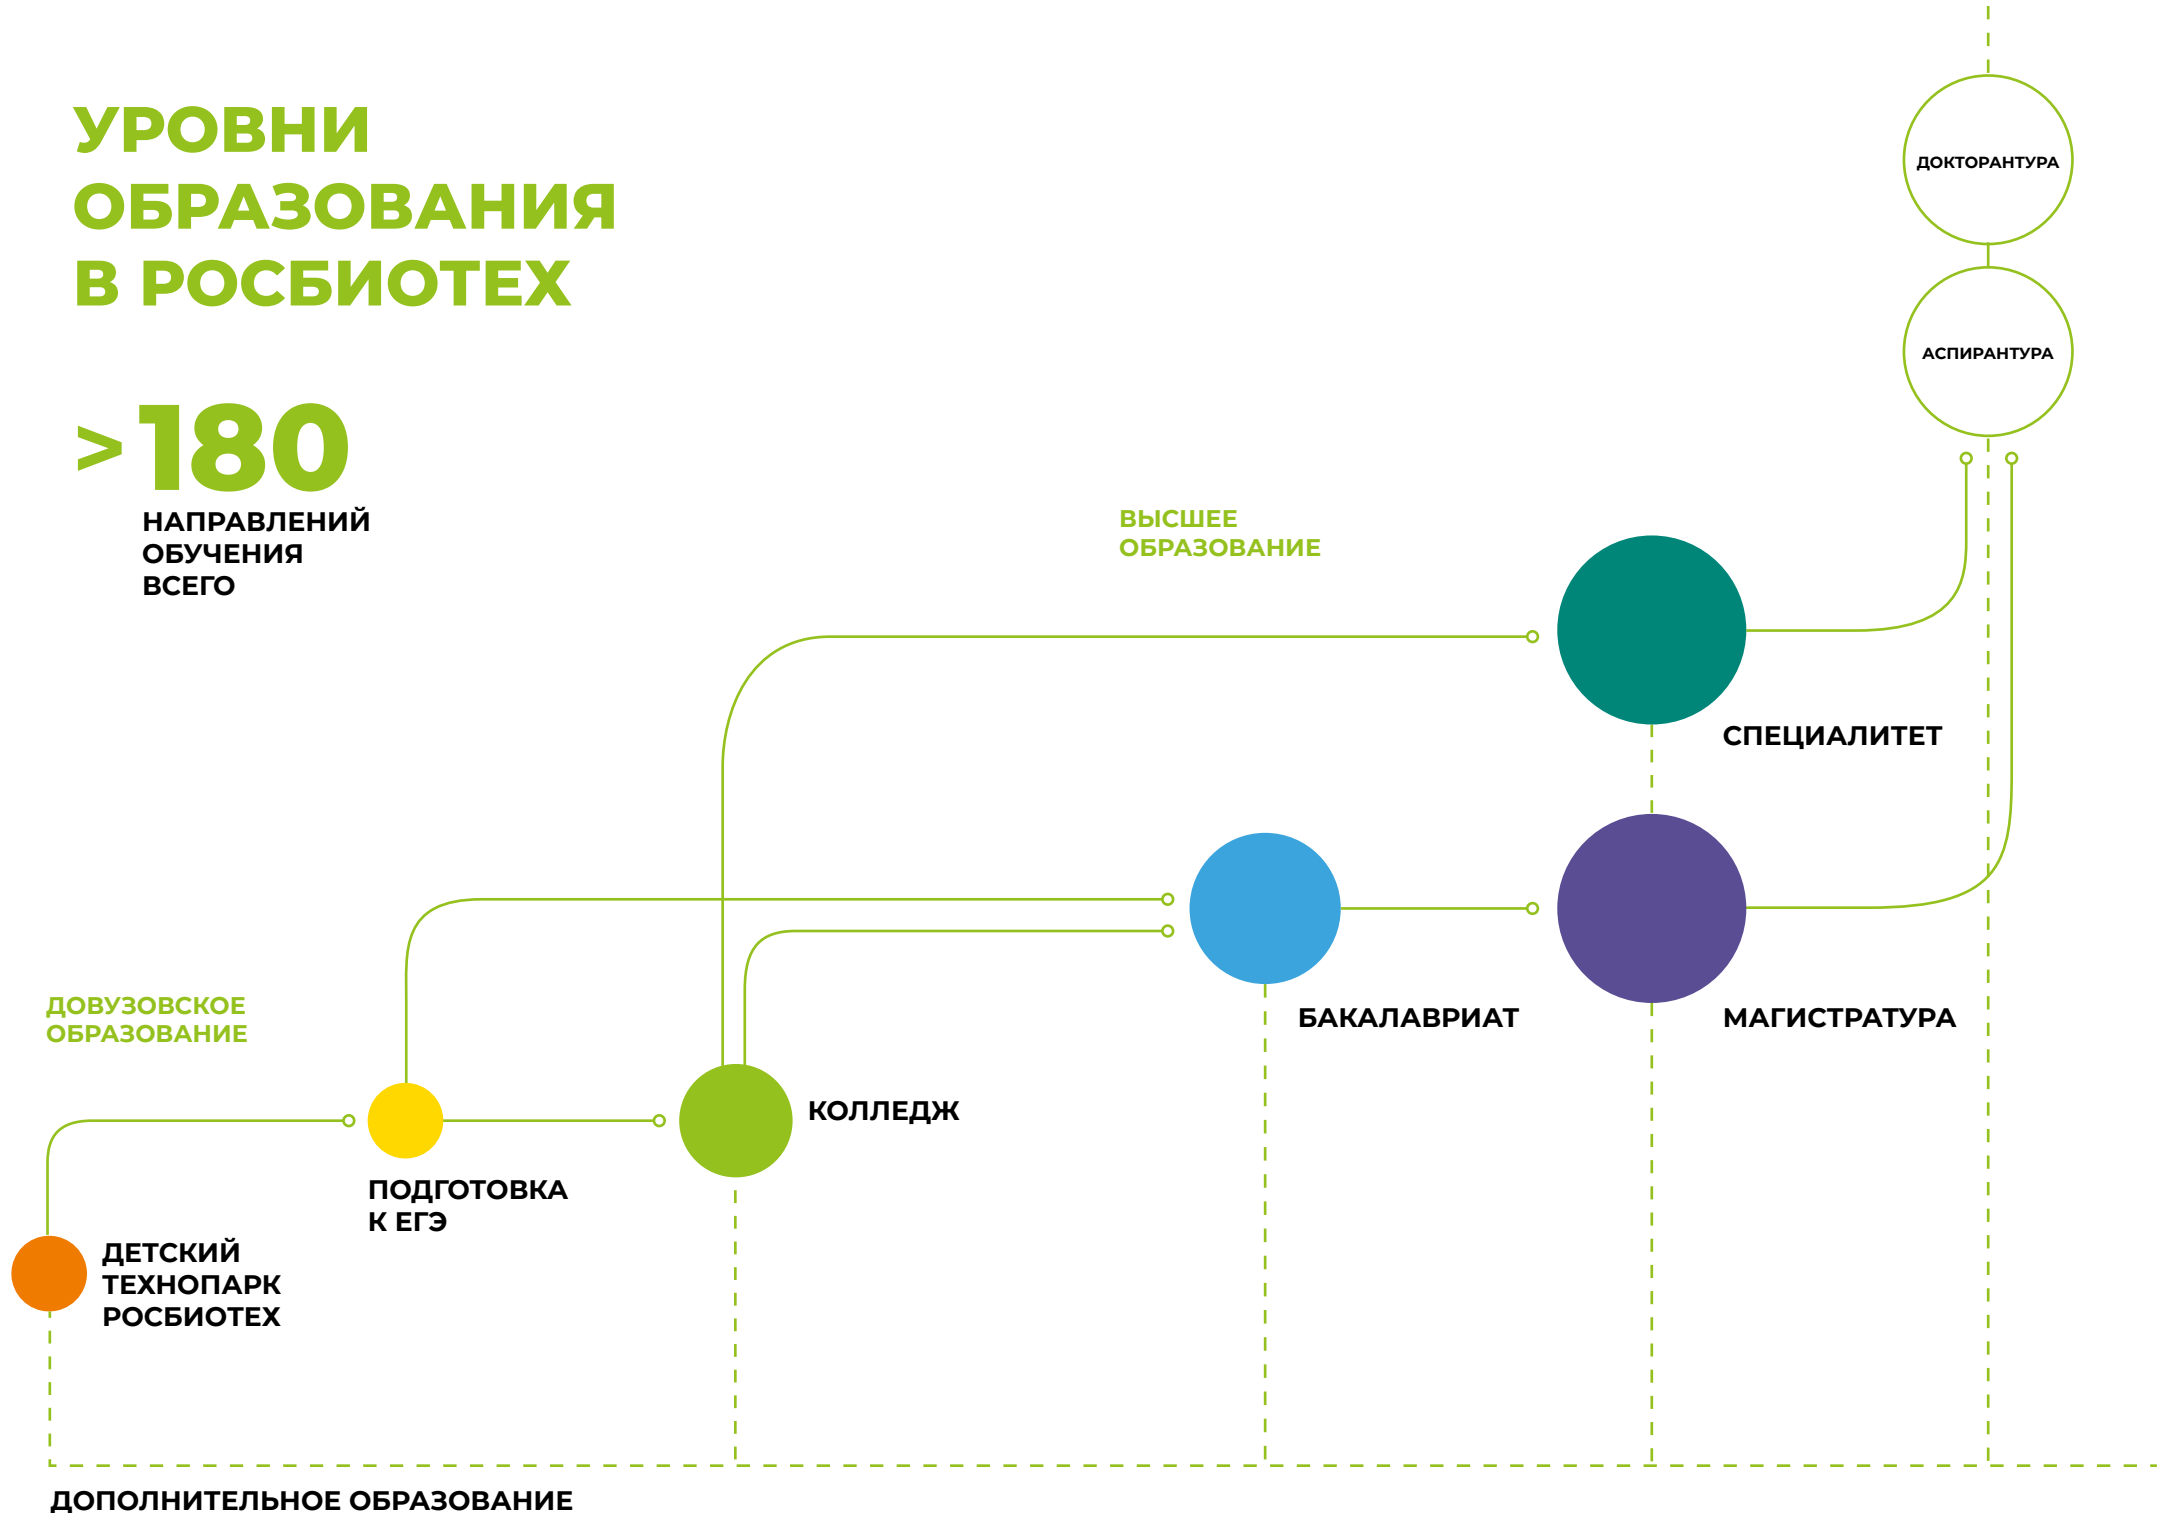 УРОВНИ
ОБРАЗОВАНИЯ
В РОСБИОТЕХ
>180
НАПРАВЛЕНИЙ
ОБУЧЕНИЯ
ВСЕГО
ДОКТОРАНТУРА
АСПИРАНТУРА
ВЫСШЕЕ
ОБРАЗОВАНИЕ
СПЕЦИАЛИТЕТ
БАКАЛАВРИАТ
МАГИСТРАТУРА
ДОВУЗОВСКОЕ
ОБРАЗОВАНИЕ
КОЛЛЕДЖ
ПОДГОТОВКА
К ЕГЭ
ДЕТСКИЙ
ТЕХНОПАРК
РОСБИОТЕХ
ДОПОЛНИТЕЛЬНОЕ ОБРАЗОВАНИЕ